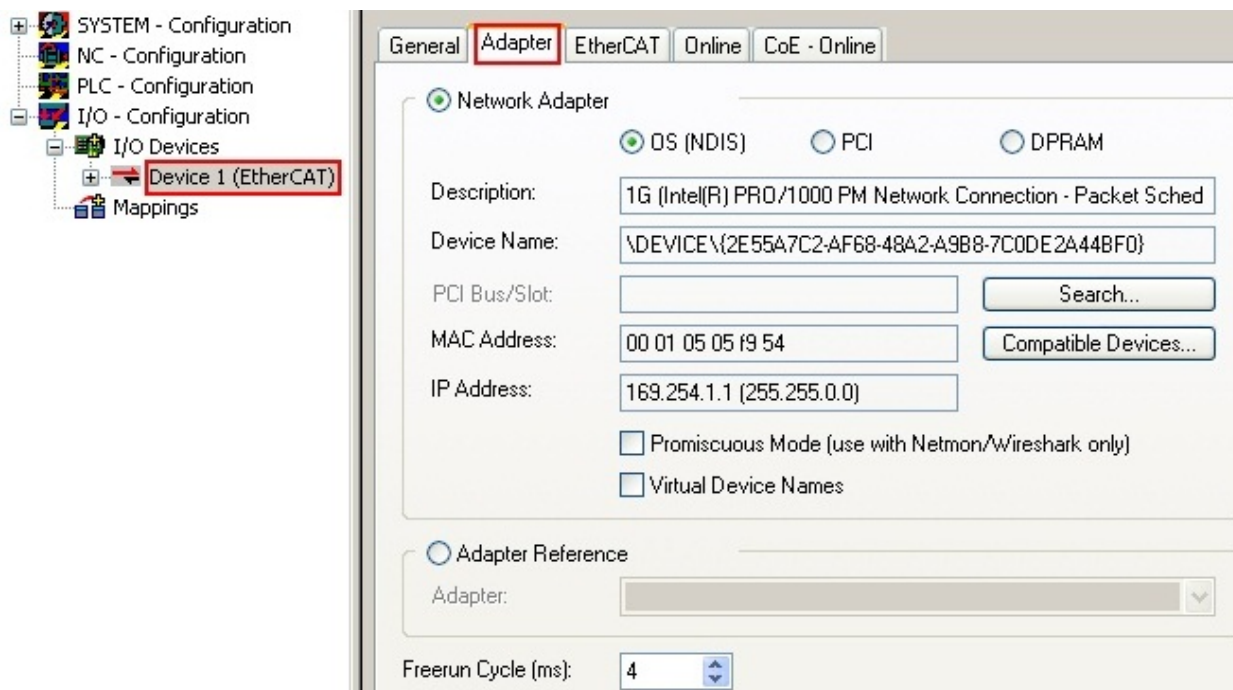 SYSTEM - Configuration
NC - Configuration
PLC - Configuration
I/O - Configuration
I/O Devices
Device 1 (EtherCAT)
Mappings
General Adapter EtherCAT Online CoE - Online
Network Adapter
OS (NDIS) PCI DPRAM
Description: 1G (Intel(R) PRO/1000 PM Network Connection - Packet Sched
Device Name: \DEVICE\{2E55A7C2-AF68-48A2-A9B8-7C0DE2A44BF0}
PCI Bus/Slot: Search...
MAC Address: 00 01 05 05 f9 54 Compatible Devices...
IP Address: 169.254.1.1 (255.255.0.0)
Promiscuous Mode (use with Netmon/Wireshark only)
Virtual Device Names
Adapter Reference
Adapter:
Freerun Cycle (ms): 4